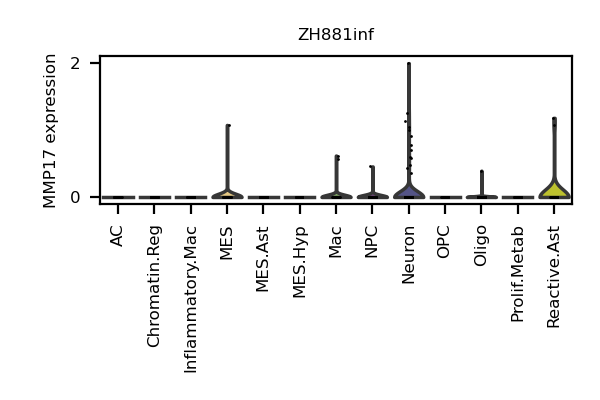 ZH881inf
MMP17 expression
2
0
AC
Chromatin.Reg
Inflammatory.Mac
MES
MES.Ast
MES.Hyp
Mac
NPC
Neuron
OPC
Oligo
Prolif.Metab
Reactive.Ast